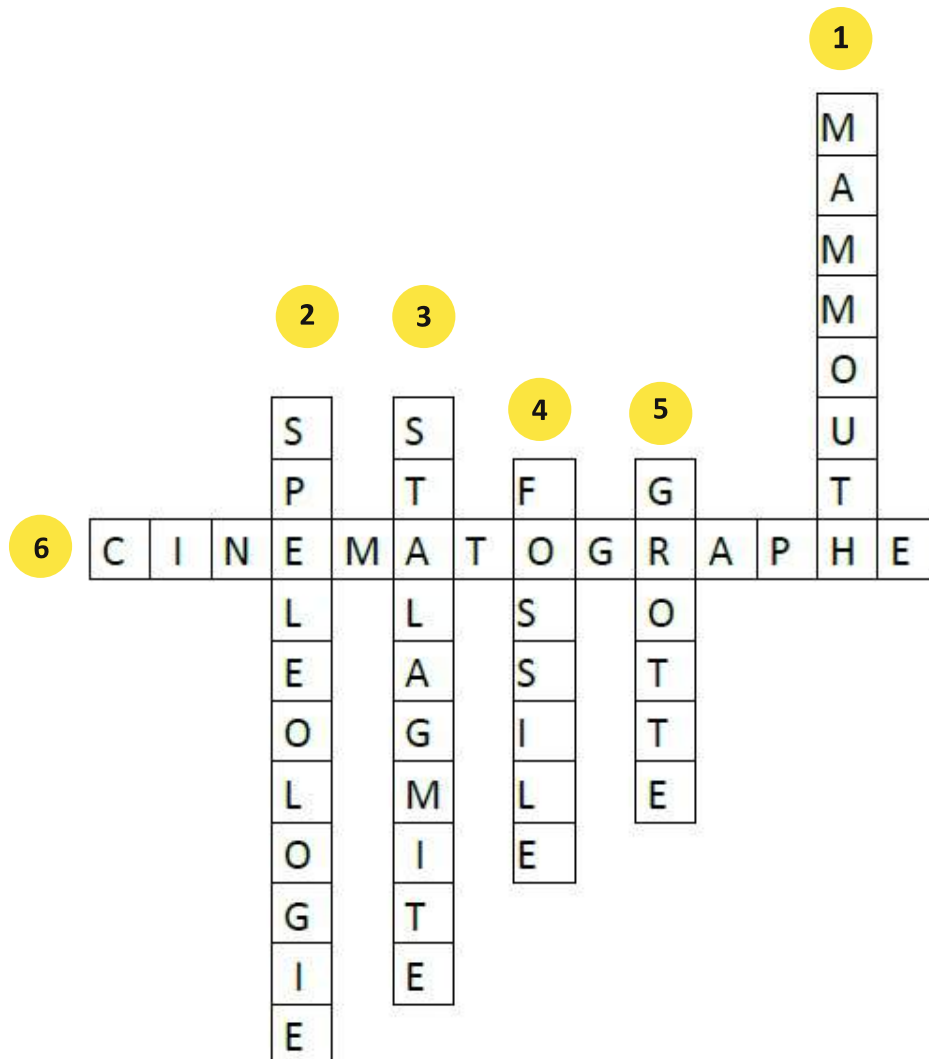 1
MAMMOUTH
2
SPELEOLOGIE
3
STALAGMITE
4
FOSSILE
5
GROTTE
6
CINEMATOGRAPHE